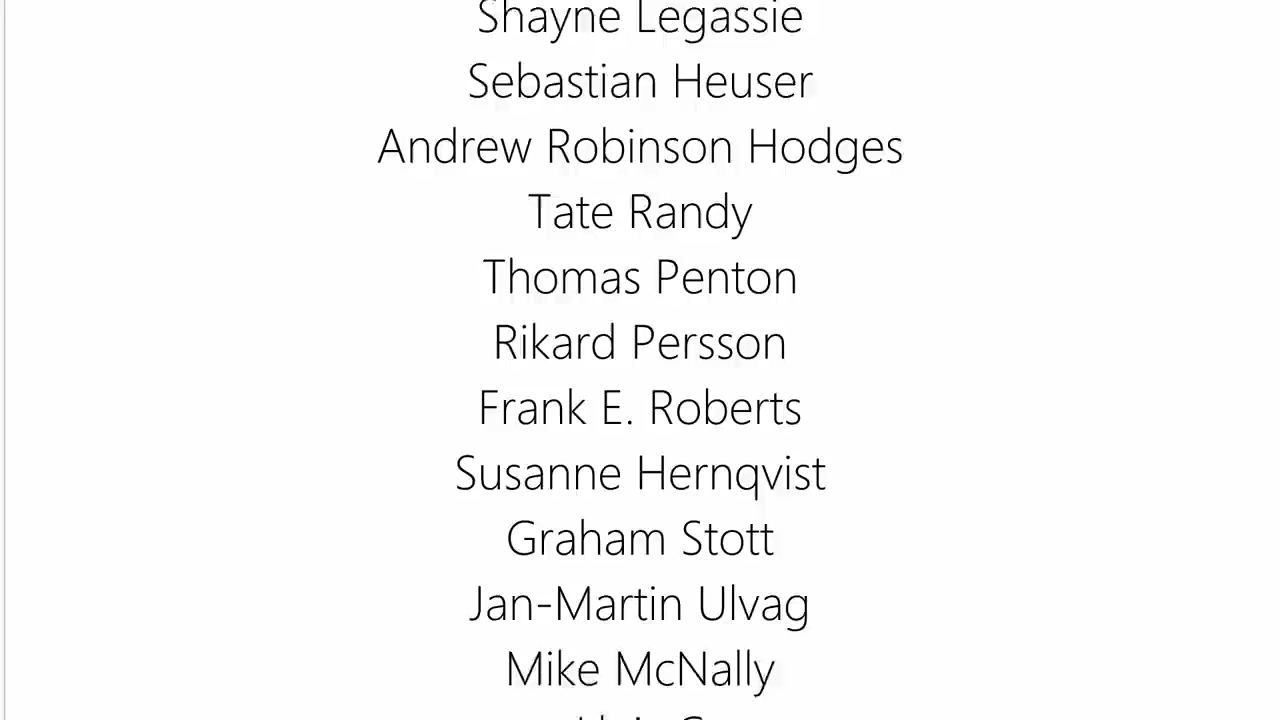 Shayne Legassie
Sebastian Heuser
Andrew Robinson Hodges
Tate Randy
Thomas Penton
Rikard Persson
Frank E. Roberts
Susanne Hernqvist
Graham Stott
Jan-Martin Ulvag
Mike McNally